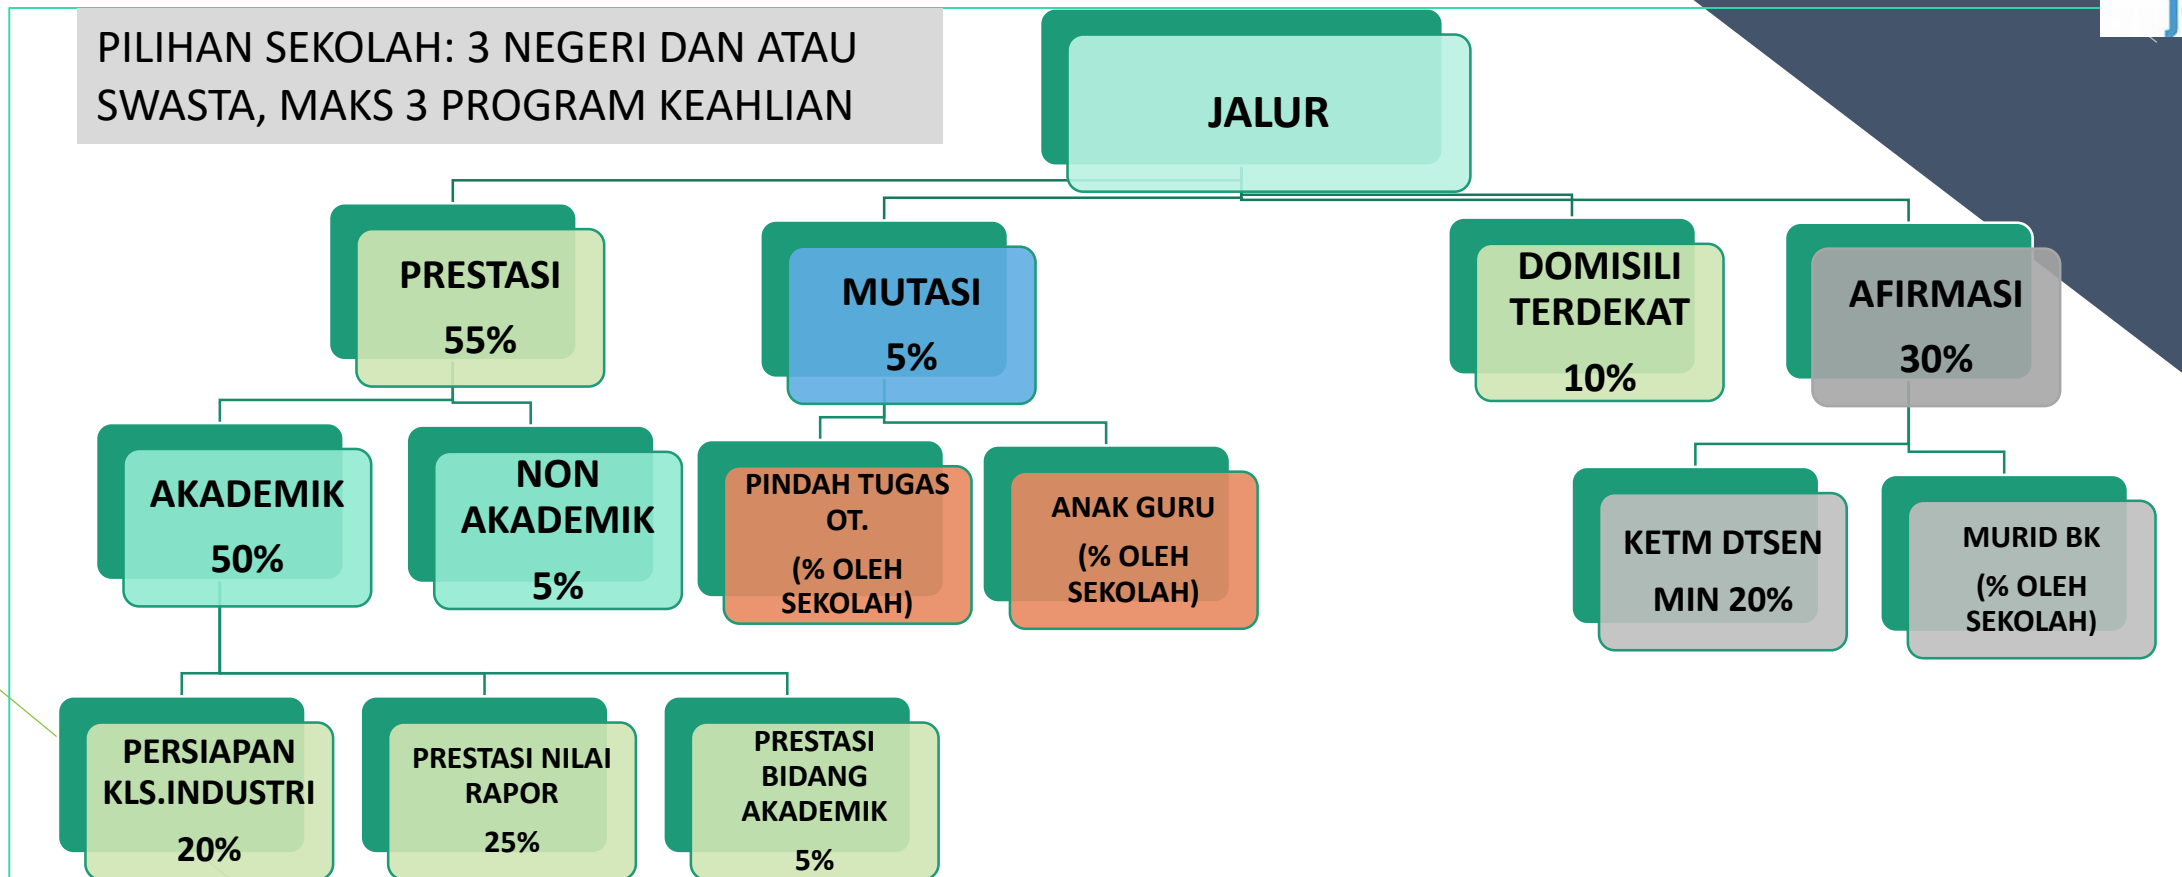 PILIHAN SEKOLAH: 3 NEGERI DAN ATAU
SWASTA, MAKS 3 PROGRAM KEAHLIAN
JALUR
PRESTASI
55%
MUTASI
5%
DOMISILI
TERDEKAT
10%
AFIRMASI
30%
AKADEMIK
50%
NON
AKADEMIK
5%
PINDAH TUGAS
OT.
(% OLEH
SEKOLAH)
ANAK GURU
(% OLEH
SEKOLAH)
KETM DTSEN
MIN 20%
MURID BK
(% OLEH
SEKOLAH)
PERSIAPAN
KLS.INDUSTRI
20%
PRESTASI NILAI
RAPOR
25%
PRESTASI
BIDANG
AKADEMIK
5%